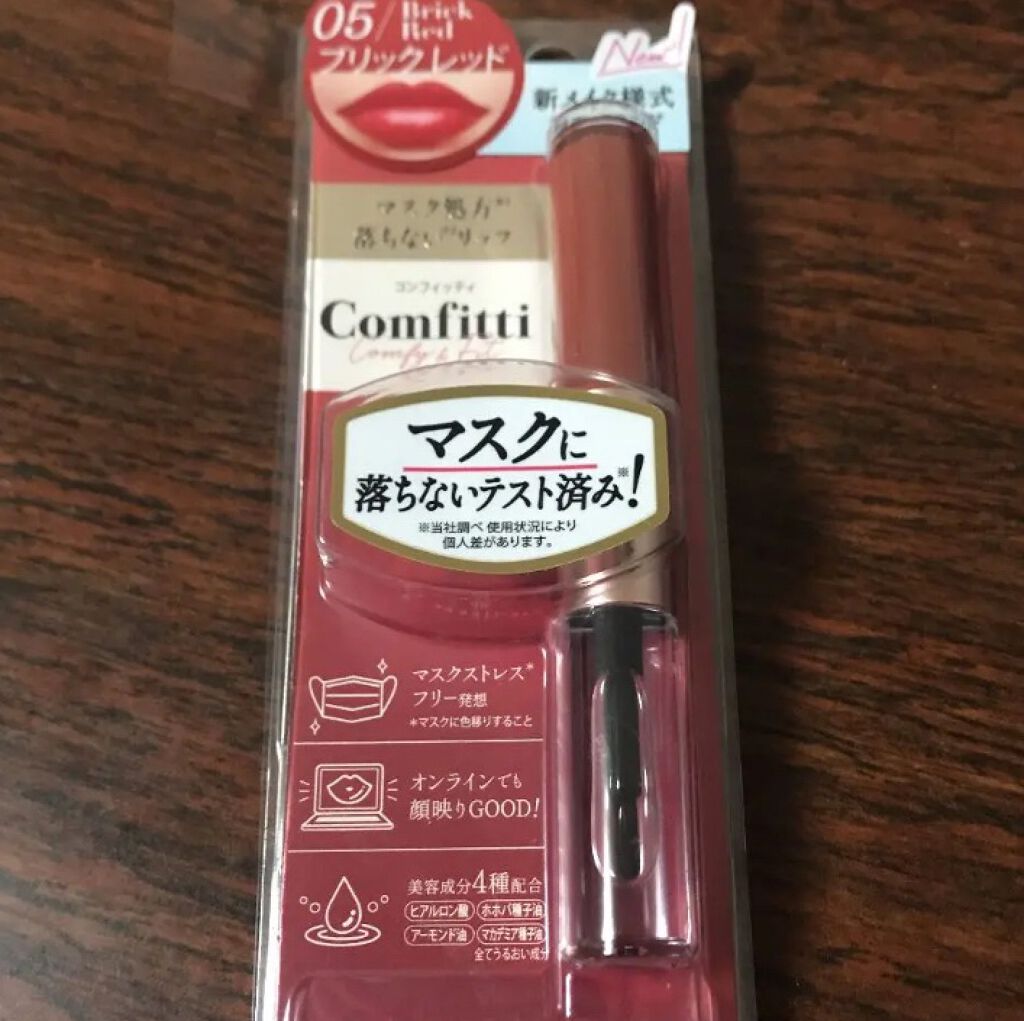 05/Brick
Red
ブリックレッド
New!
新メイク様式
マスク処方※1
落ちない※2リップ
コンフィッティ
Comfitti
Comfy & fit
マスクに
落ちないテスト済み※!
※当社調べ 使用状況により
個人差があります。
マスクストレス*
フリー発想
*マスクに色移りすること
オンラインでも
顔映りGOOD!
美容成分4種配合
ヒアルロン酸 ホホバ種子油
アーモンド油 マカデミア種子油
全てうるおい成分